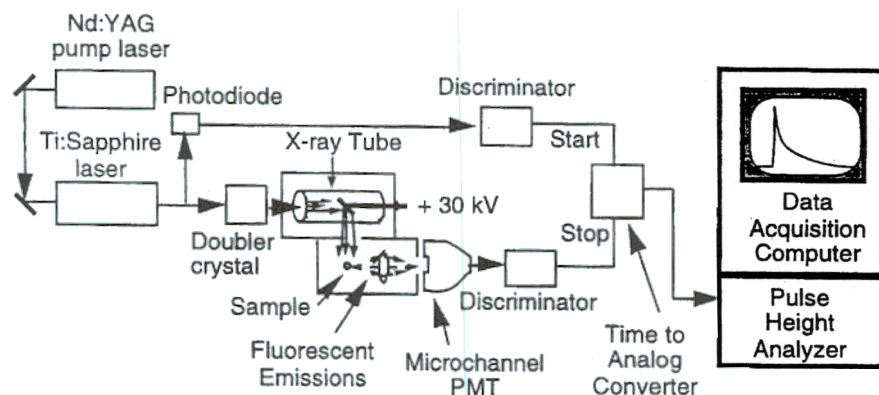 Nd:YAG
pump laser
Photodiode
Discriminator
Ti:Sapphire
laser
X-ray Tube
Start
+ 30 kV
Stop
Doubler
crystal
Sample
Discriminator
Fluorescent
Emissions
Microchannel
PMT
Time to
Analog
Converter
Data
Acquisition
Computer
Pulse
Height
Analyzer